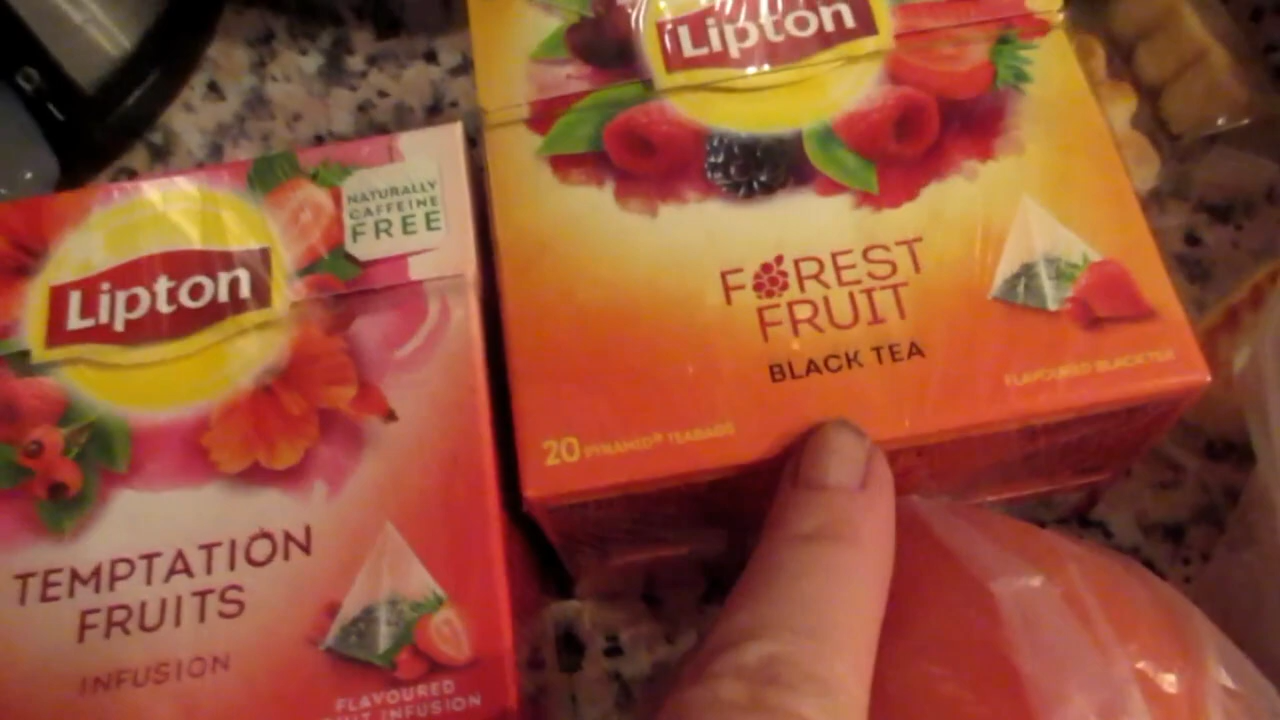 Lipton
NATURALLY
CAFFEINE
FREE
TEMPTATION
FRUITS
INFUSION
FLAVOURED
INFUSION
Lipton
FOREST
FRUIT
BLACK TEA
FLAVOURED BLACK TEA
20 PYRAMID® TEABAGS